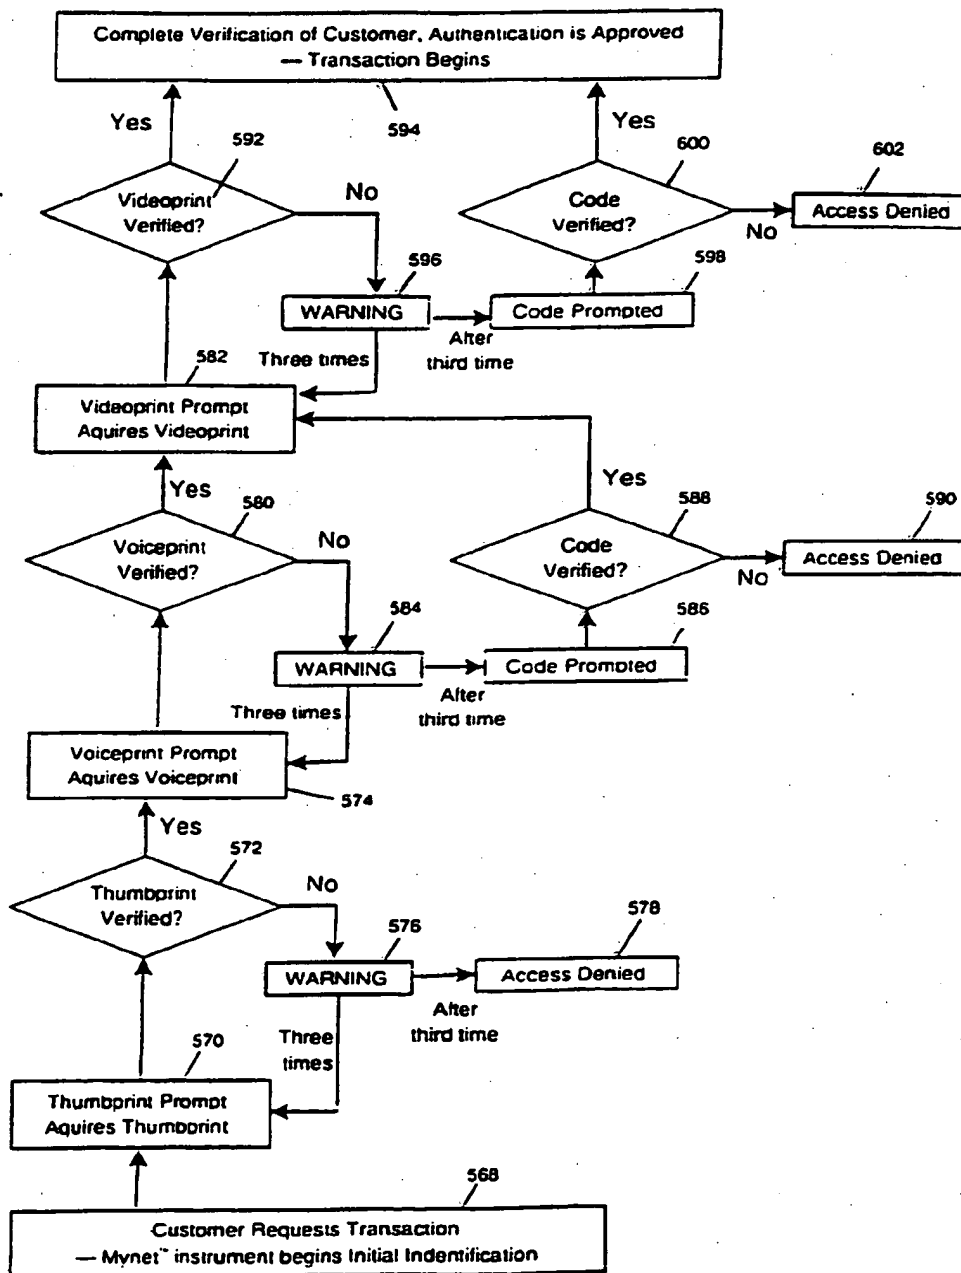 Complete Verification of Customer, Authentication is Approved
— Transaction Begins
Yes
594
Yes
592
600
602
Videoprint
Verified?
No
Code
Verified?
No
Access Denied
596
598
WARNING
After
third time
Code Prompted
Three times
582
Videoprint Prompt
Aquires Videoprint
Yes
580
Yes
588
590
Voiceprint
Verified?
No
Code
Verified?
No
Access Denied
584
586
WARNING
After
third time
Code Prompted
Three times
Voiceprint Prompt
Aquires Voiceprint
574
Yes
572
Thumbprint
Verified?
No
576
578
WARNING
After
third time
Access Denied
Three
times
570
Thumbprint Prompt
Aquires Thumbprint
568
Customer Requests Transaction
— Mynet™ instrument begins Initial Indentification